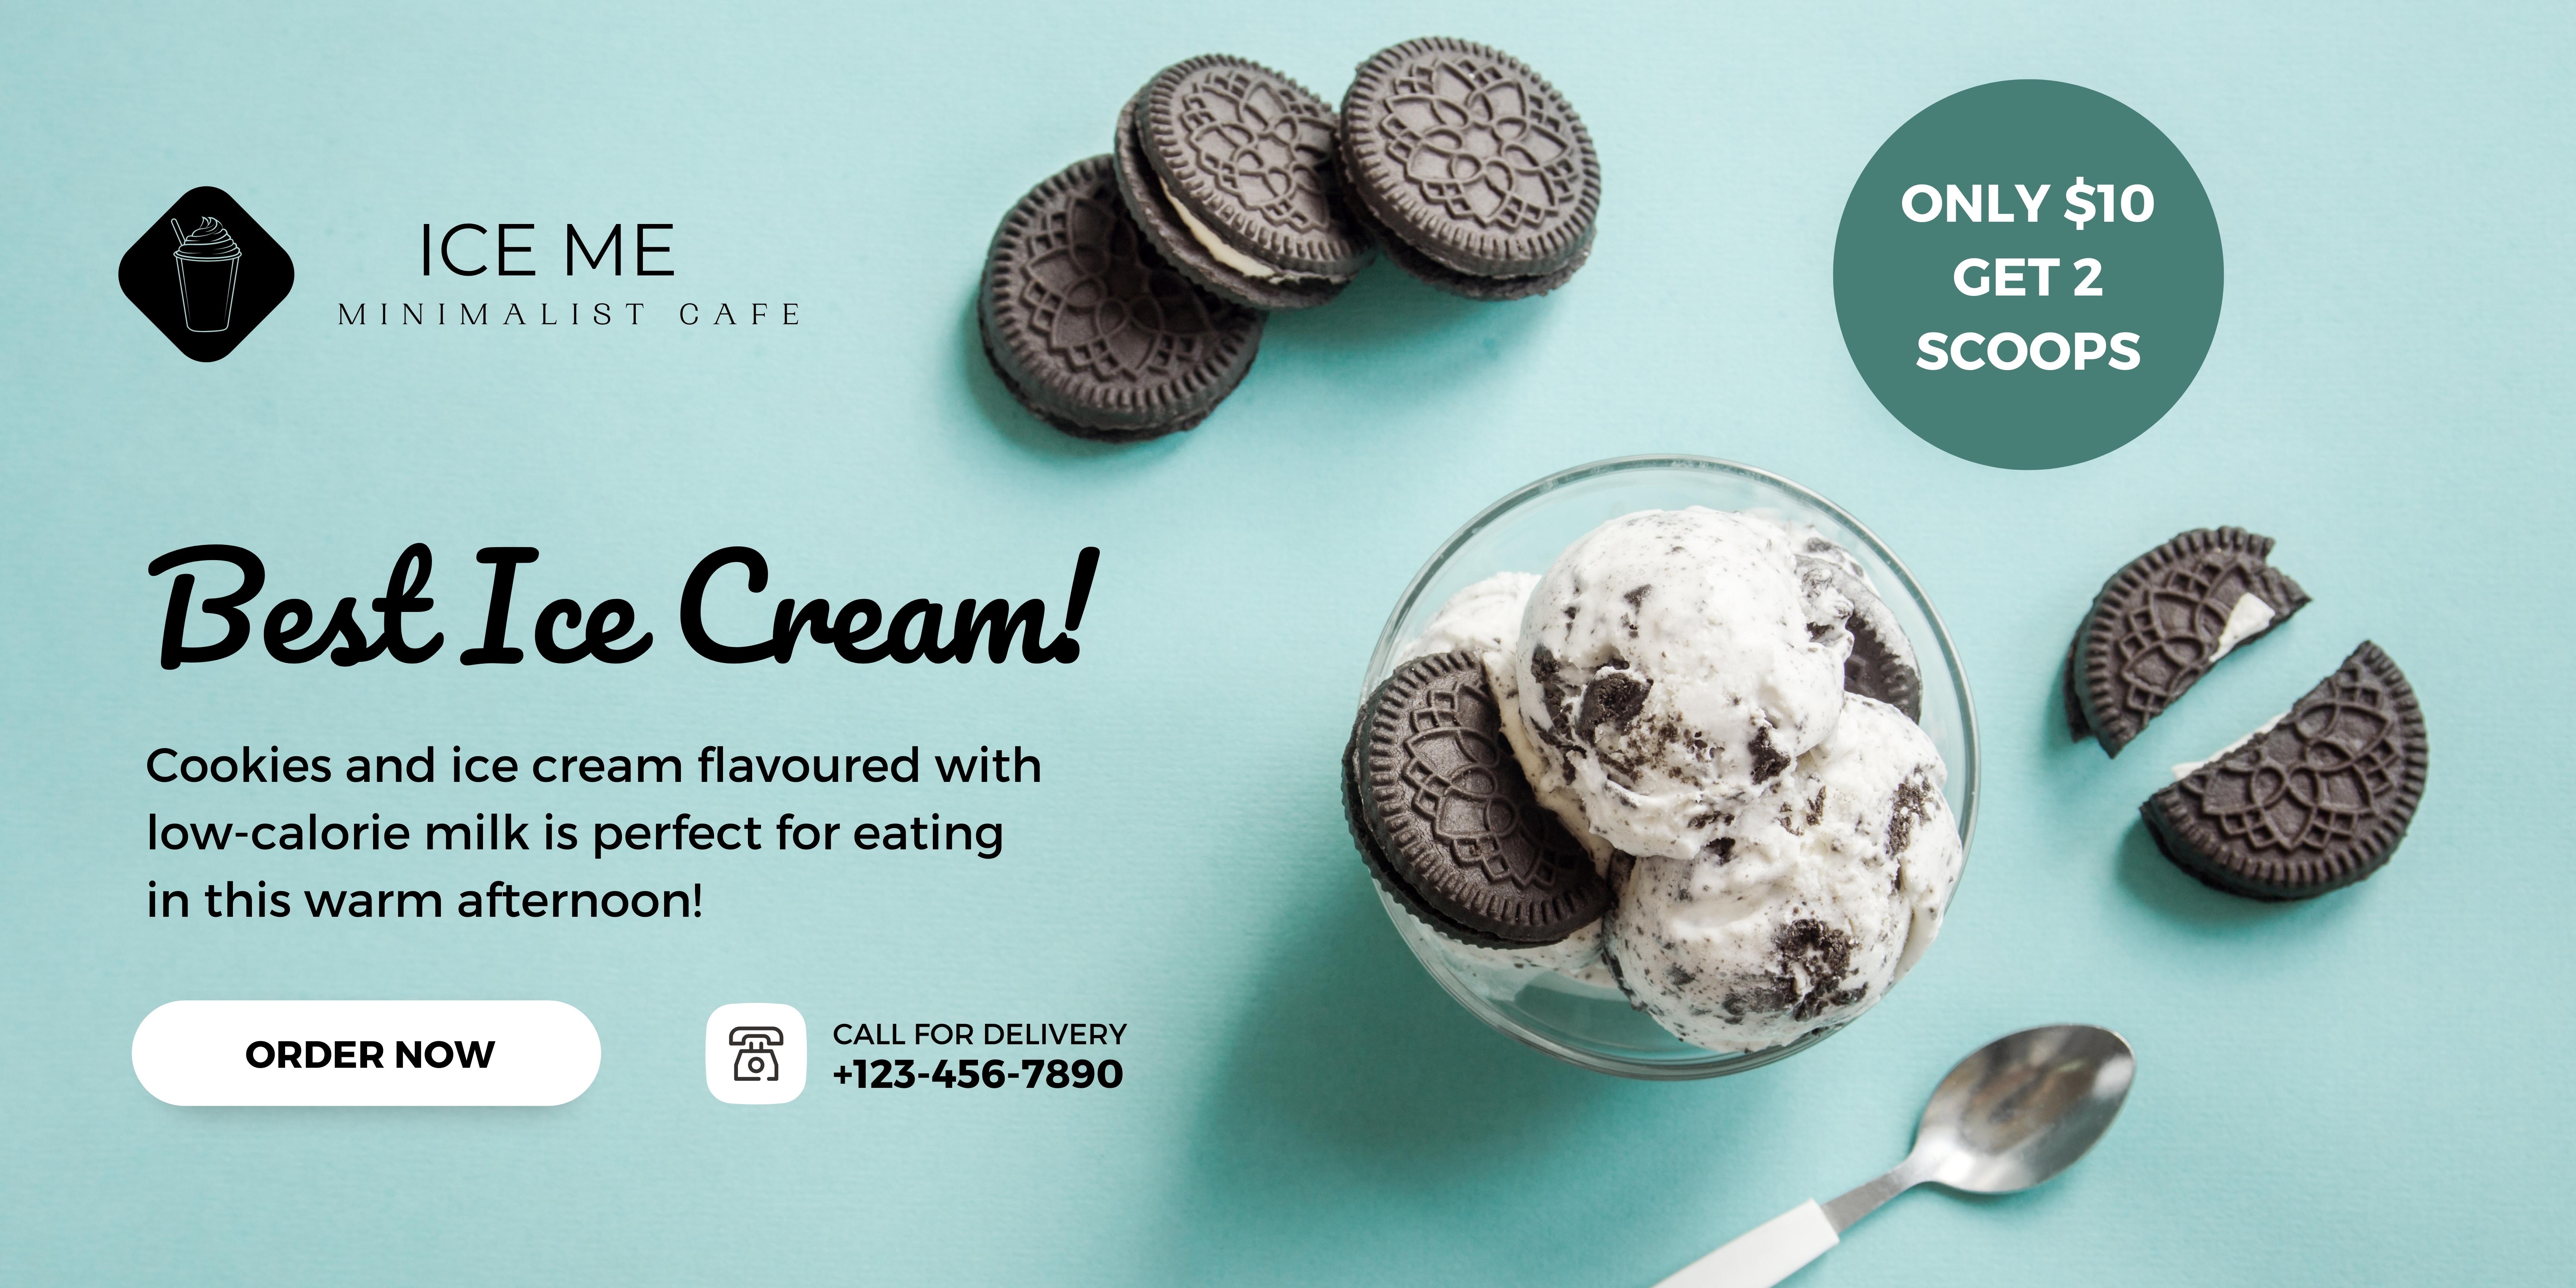 ICE ME
MINIMALIST CAFE
ONLY $10
GET 2
SCOOPS
Best Ice Cream!
Cookies and ice cream flavoured with
low-calorie milk is perfect for eating
in this warm afternoon!
ORDER NOW
CALL FOR DELIVERY
+123-456-7890